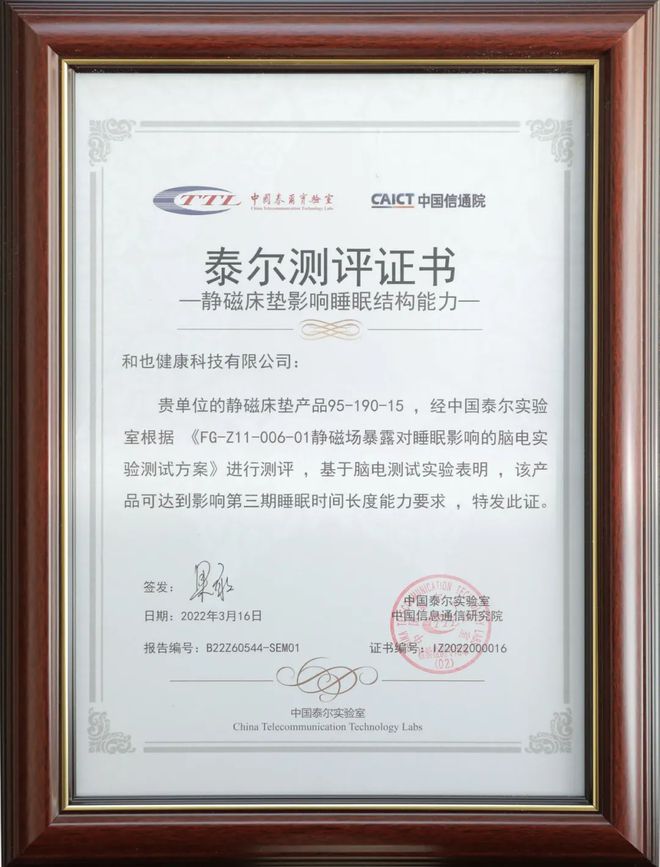 TTL 中国泰尔实验室 CAICT 中国信通院
China Telecommunication Technology Labs
泰尔测评证书
—静磁床垫影响睡眠结构能力—
和也健康科技有限公司:
贵单位的静磁床垫产品95-190-15 ，经中国泰尔实验
室根据 《FG-Z11-006-01静磁场暴露对睡眠影响的脑电实
验测试方案》进行测评 ，基于脑电测试实验表明 ，该产
品可达到影响第三期睡眠时间长度能力要求 ，特发此证。
签发:
中国泰尔实验室
日期: 2022年3月16日
中国信息通信研究院
报告编号: B22Z60544-SEM01
证书编号: IZ2022000016
(02)
中国泰尔实验室
China Telecommunication Technology Labs